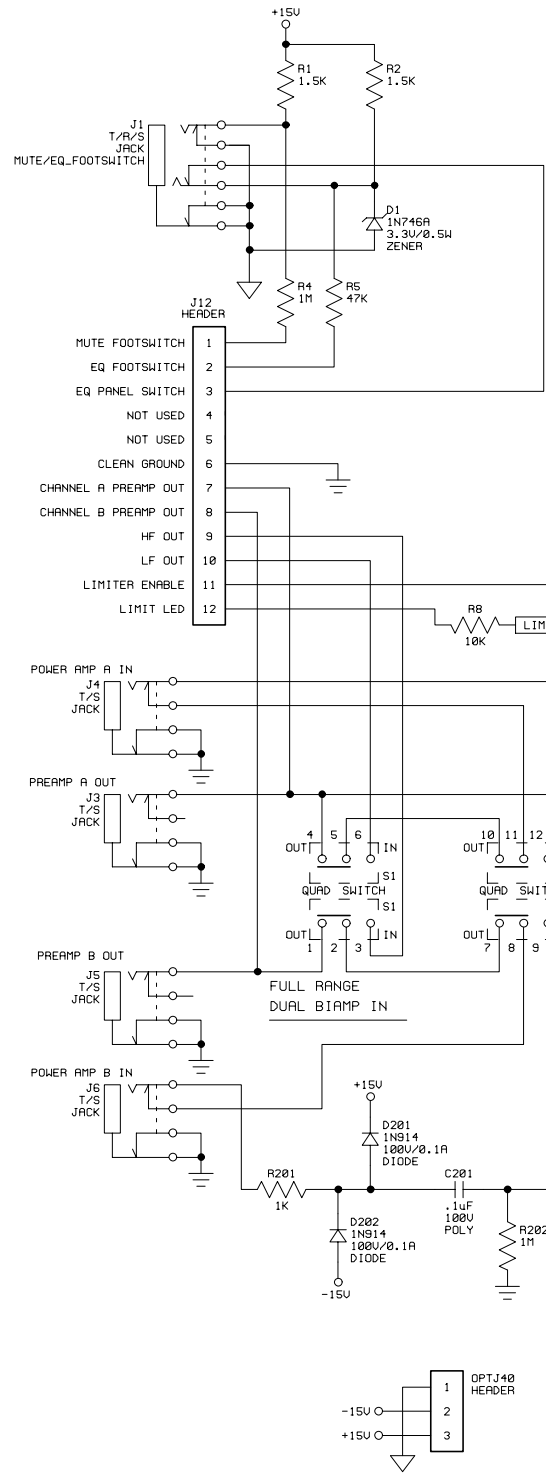 +15V
R1
1.5K
R2
1.5K
J1
T/R/S
JACK
MUTE/EQ_FOOTSWITCH
D1
1N746A
3.3V/0.5W
ZENER
R4
1M
R5
47K
J12
HEADER
MUTE FOOTSWITCH 1
EQ FOOTSWITCH 2
EQ PANEL SWITCH 3
NOT USED 4
NOT USED 5
CLEAN GROUND 6
CHANNEL A PREAMP OUT 7
CHANNEL B PREAMP OUT 8
HF OUT 9
LF OUT 10
LIMITER ENABLE 11
LIMIT LED 12
R8
10K
LIM
POWER AMP A IN
J4
T/S
JACK
PREAMP A OUT
J3
T/S
JACK
4 5 6
OUT IN
S1
QUAD SWITCH
S1
OUT IN
1 2 3
10 11 12
OUT
QUAD SWIT
OUT
7 8 9
PREAMP B OUT
J5
T/S
JACK
FULL RANGE
DUAL BIAMP IN
POWER AMP B IN
J6
T/S
JACK
+15V
D201
1N914
100V/0.1A
DIODE
R201
1K
C201
.1uF
100V
POLY
D202
1N914
100V/0.1A
DIODE
-15V
R202
1M
OPTJ40
HEADER
1
-15V 2
+15V 3